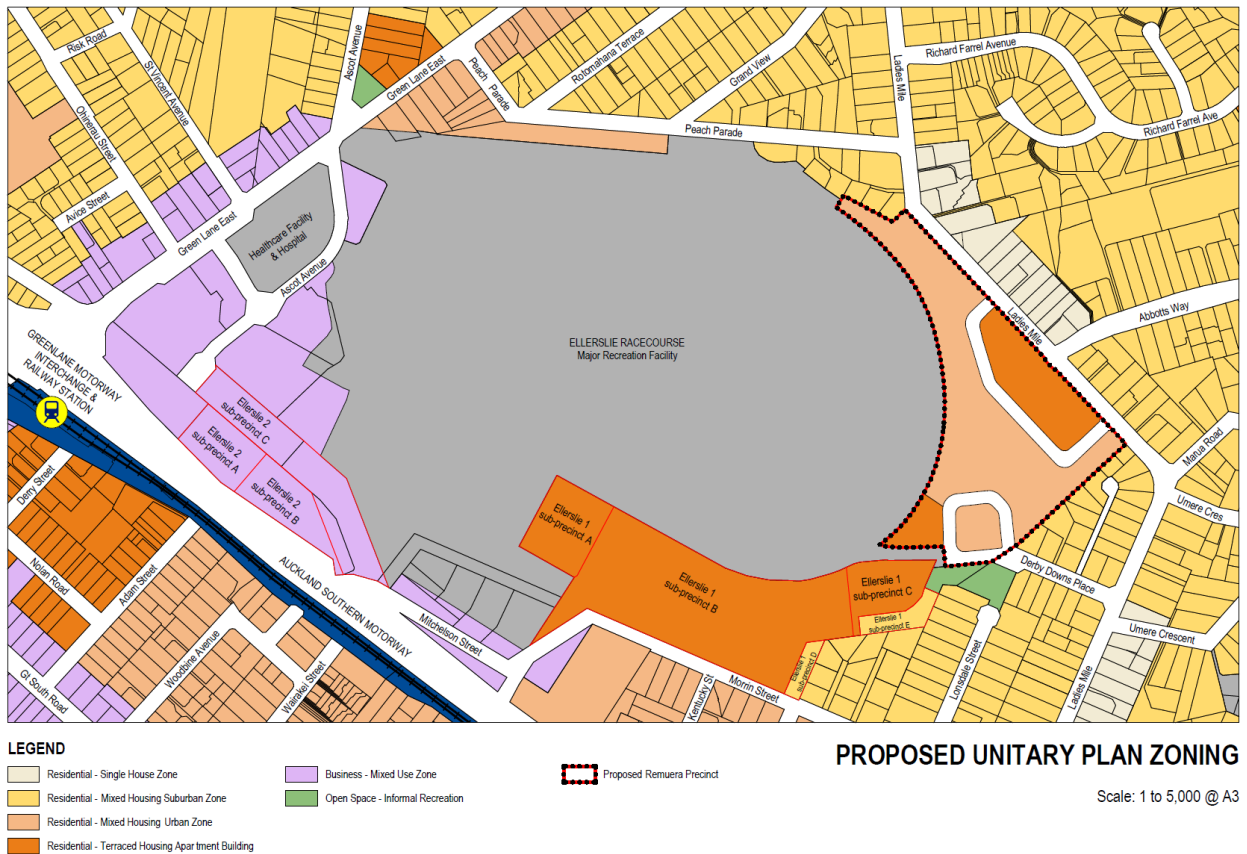 Risk Road
St Vincent Avenue
Ohinerau Street
Avice Street
Green Lane East
Ascot Avenue
Green Lane East
Peach
Parade
Rotomahana Terrace
Grand View
Peach Parade
Ladies Mile
Richard Farrel Avenue
Richard Farrel Ave
Healthcare Facility
& Hospital
Ascot Avenue
ELLERSLIE RACECOURSE
Major Recreation Facility
Ladies Mile
Abbotts Way
Marua Road
Umere Cres
GREENLANE MOTORWAY
INTERCHANGE &
RAILWAY STATION
Ellerslie 2
sub-precinct C
Ellerslie 2
sub-precinct A
Ellerslie 2
sub-precinct B
Ellerslie 1
sub-precinct A
Ellerslie 1
sub-precinct B
Ellerslie 1
sub-precinct C
Ellerslie 1
sub-precinct E
Ellerslie 1
sub-precinct D
Derby Downs Place
Umere Crescent
Derry Street
Nolan Road
Adam Street
AUCKLAND SOUTHERN MOTORWAY
Mitchelson Street
Woodbine Avenue
Wairakei Street
Gt South Road
Kentucky St
Morrin Street
Lonsdale Street
Ladies Mile
LEGEND
Residential - Single House Zone
Residential - Mixed Housing Suburban Zone
Residential - Mixed Housing Urban Zone
Residential - Terraced Housing Apartment Building
Business - Mixed Use Zone
Open Space - Informal Recreation
Proposed Remuera Precinct
PROPOSED UNITARY PLAN ZONING
Scale: 1 to 5,000 @ A3